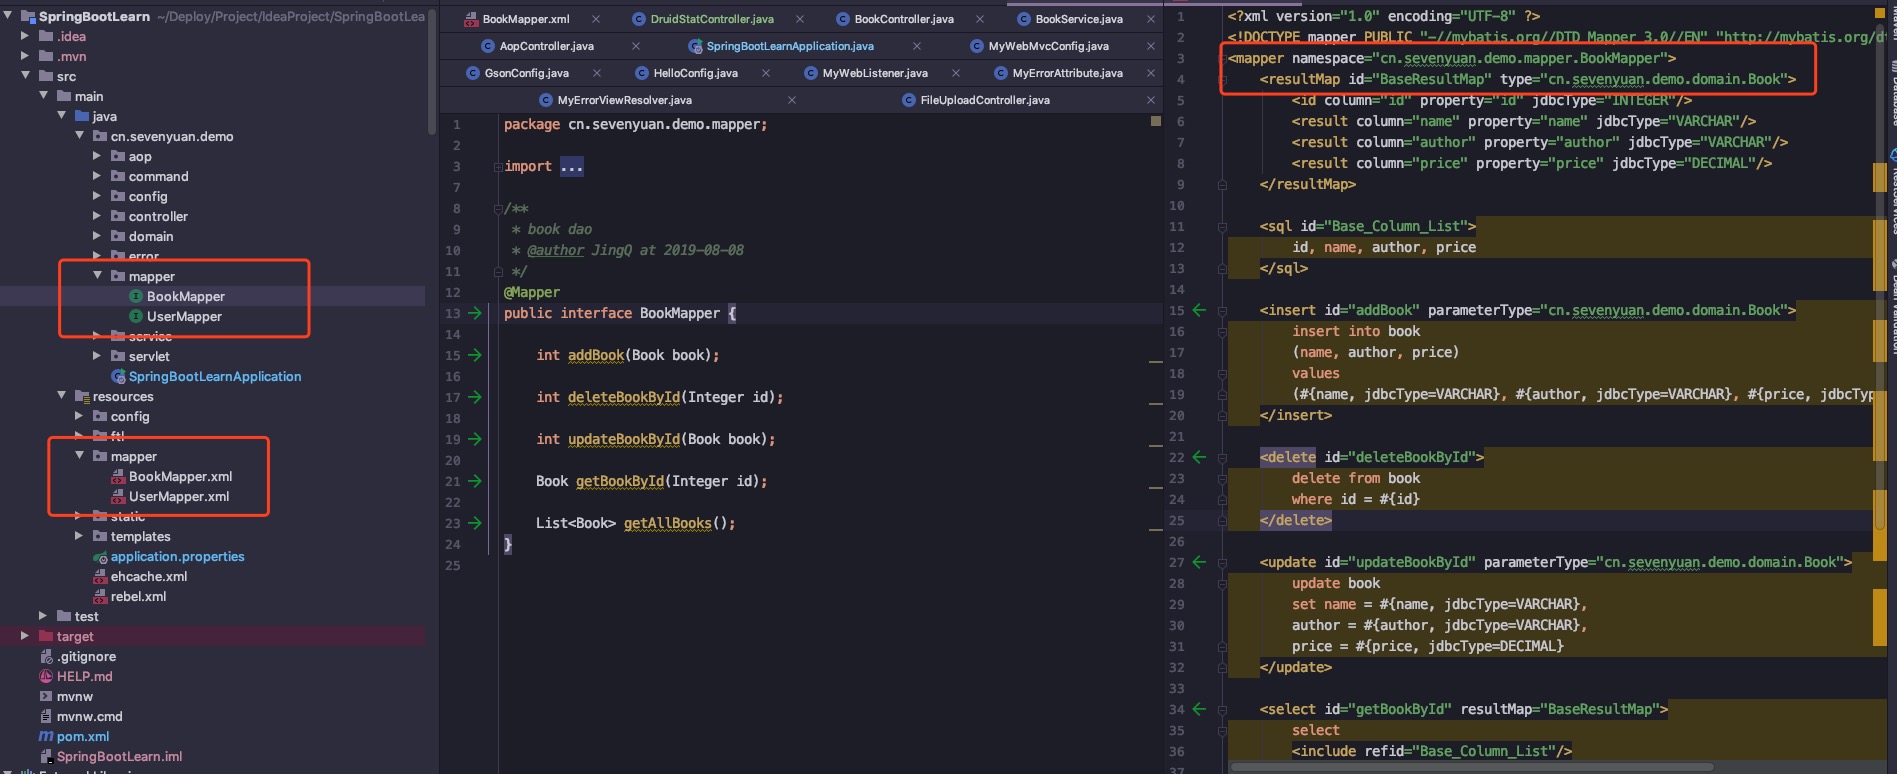 SpringBootLearn ~/Deploy/Project/IdeaProject/SpringBootLea
.idea
.mvn
src
main
java
cn.sevenyuan.demo
aop
command
config
controller
domain
error
mapper
BookMapper
UserMapper
service
servlet
SpringBootLearnApplication
resources
config
ftl
mapper
BookMapper.xml
UserMapper.xml
static
templates
application.properties
ehcache.xml
rebel.xml
test
target
.gitignore
HELP.md
mvnw
mvnw.cmd
pom.xml
SpringBootLearn.iml
BookMapper.xml DruidStatController.java BookController.java BookService.java
AopController.java SpringBootLearnApplication.java MyWebMvcConfig.java
GsonConfig.java HelloConfig.java MyWebListener.java MyErrorAttribute.java
MyErrorViewResolver.java FileUploadController.java
1 package cn.sevenyuan.demo.mapper;
2
3 import ...
7
8 /**
9 * book dao
10 * @author JingQ at 2019-08-08
11 */
12 @Mapper
13 public interface BookMapper {
14
15 int addBook(Book book);
16
17 int deleteBookById(Integer id);
18
19 int updateBookById(Book book);
20
21 Book getBookById(Integer id);
22
23 List<Book> getAllBooks();
24 }
25
1 <?xml version="1.0" encoding="UTF-8" ?>
2 <!DOCTYPE mapper PUBLIC "-//mybatis.org//DTD Mapper 3.0//EN" "http://mybatis.org/dt
3 <mapper namespace="cn.sevenyuan.demo.mapper.BookMapper">
4 <resultMap id="BaseResultMap" type="cn.sevenyuan.demo.domain.Book">
5 <id column="id" property="id" jdbcType="INTEGER"/>
6 <result column="name" property="name" jdbcType="VARCHAR"/>
7 <result column="author" property="author" jdbcType="VARCHAR"/>
8 <result column="price" property="price" jdbcType="DECIMAL"/>
9 </resultMap>
10
11 <sql id="Base_Column_List">
12 id, name, author, price
13 </sql>
14
15 <insert id="addBook" parameterType="cn.sevenyuan.demo.domain.Book">
16 insert into book
17 (name, author, price)
18 values
19 (#{name, jdbcType=VARCHAR}, #{author, jdbcType=VARCHAR}, #{price, jdbcTyp
20 </insert>
21
22 <delete id="deleteBookById">
23 delete from book
24 where id = #{id}
25 </delete>
26
27 <update id="updateBookById" parameterType="cn.sevenyuan.demo.domain.Book">
28 update book
29 set name = #{name, jdbcType=VARCHAR},
30 author = #{author, jdbcType=VARCHAR},
31 price = #{price, jdbcType=DECIMAL}
32 </update>
33
34 <select id="getBookById" resultMap="BaseResultMap">
35 select
36 <include refid="Base_Column_List"/>
37